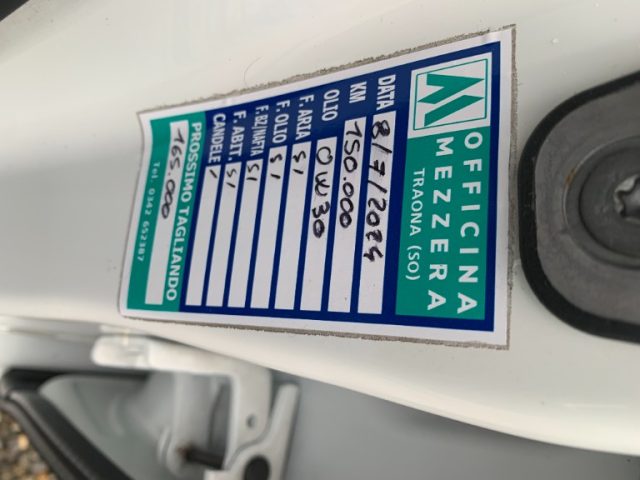 OFFICINA
MEZZERA
TRAONA (SO)
DATA 8/7/2024
KM 150.000
OLIO 0W30
F. ARIA SI
F. OLIO SI
F.BZ/NAFTA SI
F. ABIT. SI
CANDELE /
PROSSIMO TAGLIANDO
165.000
Tel. 0342 652387